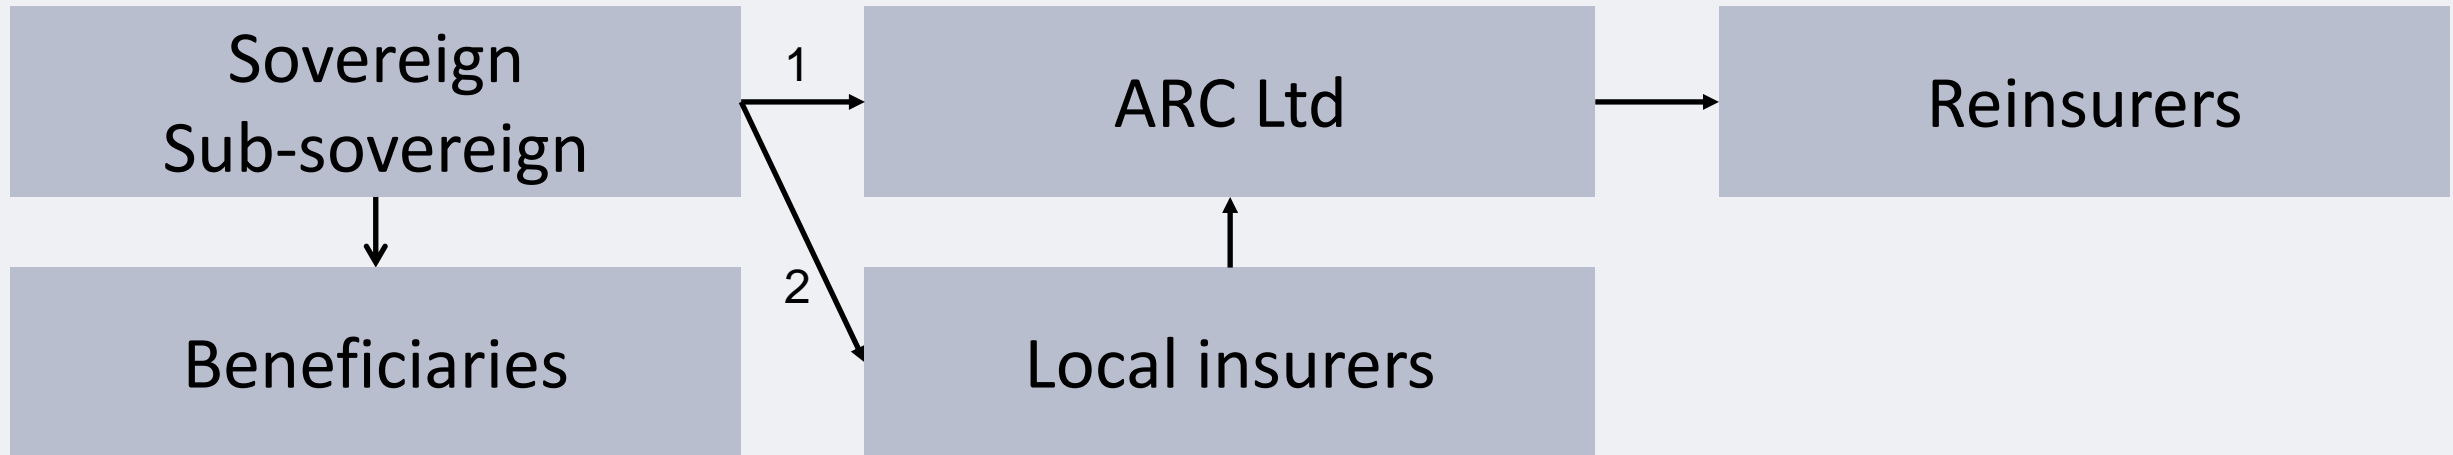 Sovereign
Sub-sovereign
1
ARC Ltd
Reinsurers
2
Beneficiaries
Local insurers